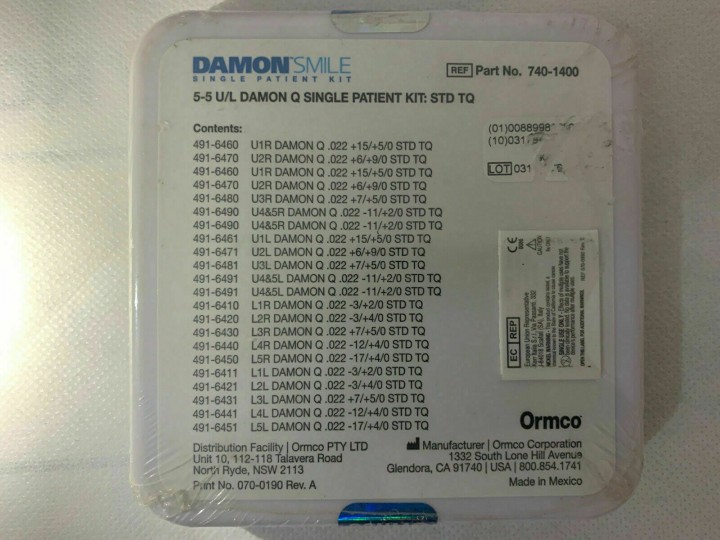 DAMON SMILE
SINGLE PATIENT KIT
REF Part No. 740-1400
5-5 U/L DAMON Q SINGLE PATIENT KIT: STD TQ
Contents:
491-6460 U1R DAMON Q .022 +15/+5/0 STD TQ
491-6470 U2R DAMON Q .022 +6/+9/0 STD TQ
491-6460 U1R DAMON Q .022 +15/+5/0 STD TQ
491-6470 U2R DAMON Q .022 +6/+9/0 STD TQ
491-6480 U3R DAMON Q .022 +7/+5/0 STD TQ
491-6490 U4&5R DAMON Q .022 -11/+2/0 STD TQ
491-6490 U4&5R DAMON Q .022 -11/+2/0 STD TQ
491-6461 U1L DAMON Q .022 +15/+5/0 STD TQ
491-6471 U2L DAMON Q .022 +6/+9/0 STD TQ
491-6481 U3L DAMON Q .022 +7/+5/0 STD TQ
491-6491 U4&5L DAMON Q .022 -11/+2/0 STD TQ
491-6491 U4&5L DAMON Q .022 -11/+2/0 STD TQ
491-6410 L1R DAMON Q .022 -3/+2/0 STD TQ
491-6420 L2R DAMON Q .022 -3/+4/0 STD TQ
491-6430 L3R DAMON Q .022 +7/+5/0 STD TQ
491-6440 L4R DAMON Q .022 -12/+4/0 STD TQ
491-6450 L5R DAMON Q .022 -17/+4/0 STD TQ
491-6411 L1L DAMON Q .022 -3/+2/0 STD TQ
491-6421 L2L DAMON Q .022 -3/+4/0 STD TQ
491-6431 L3L DAMON Q .022 +7/+5/0 STD TQ
491-6441 L4L DAMON Q .022 -12/+4/0 STD TQ
491-6451 L5L DAMON Q .022 -17/+4/0 STD TQ
LOT
CE
CAUTION
EC REP
European Union Representative
SINGLE USE ONLY
Ormco
Distribution Facility | Ormco PTY LTD
Unit 10, 112-118 Talavera Road
North Ryde, NSW 2113
Print No. 070-0190 Rev. A
Manufacturer | Ormco Corporation
1332 South Lone Hill Avenue
Glendora, CA 91740 | USA | 800.854.1741
Made in Mexico